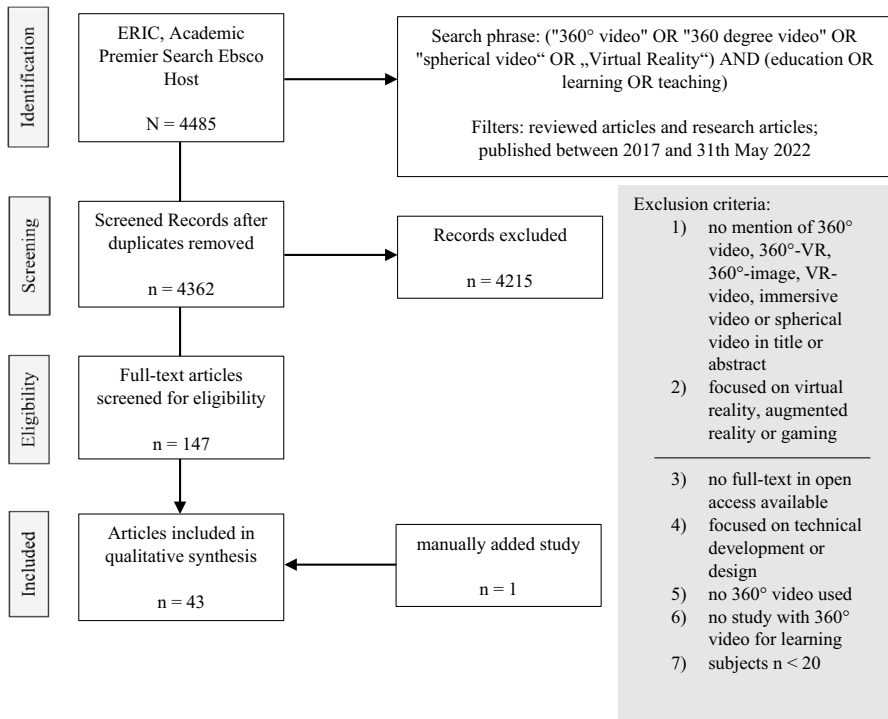 Identification
ERIC, Academic
Premier Search Ebsco
Host
N = 4485
Search phrase: ("360° video" OR "360 degree video" OR
"spherical video“ OR „Virtual Reality“) AND (education OR
learning OR teaching)
Filters: reviewed articles and research articles;
published between 2017 and 31th May 2022
Screening
Screened Records after
duplicates removed
n = 4362
Records excluded
n = 4215
Eligibility
Full-text articles
screened for eligibility
n = 147
Included
Articles included in
qualitative synthesis
n = 43
manually added study
n = 1
Exclusion criteria:
1) no mention of 360°
video, 360°-VR,
360°-image, VR-
video, immersive
video or spherical
video in title or
abstract
2) focused on virtual
reality, augmented
reality or gaming
3) no full-text in open
access available
4) focused on technical
development or
design
5) no 360° video used
6) no study with 360°
video for learning
7) subjects n < 20